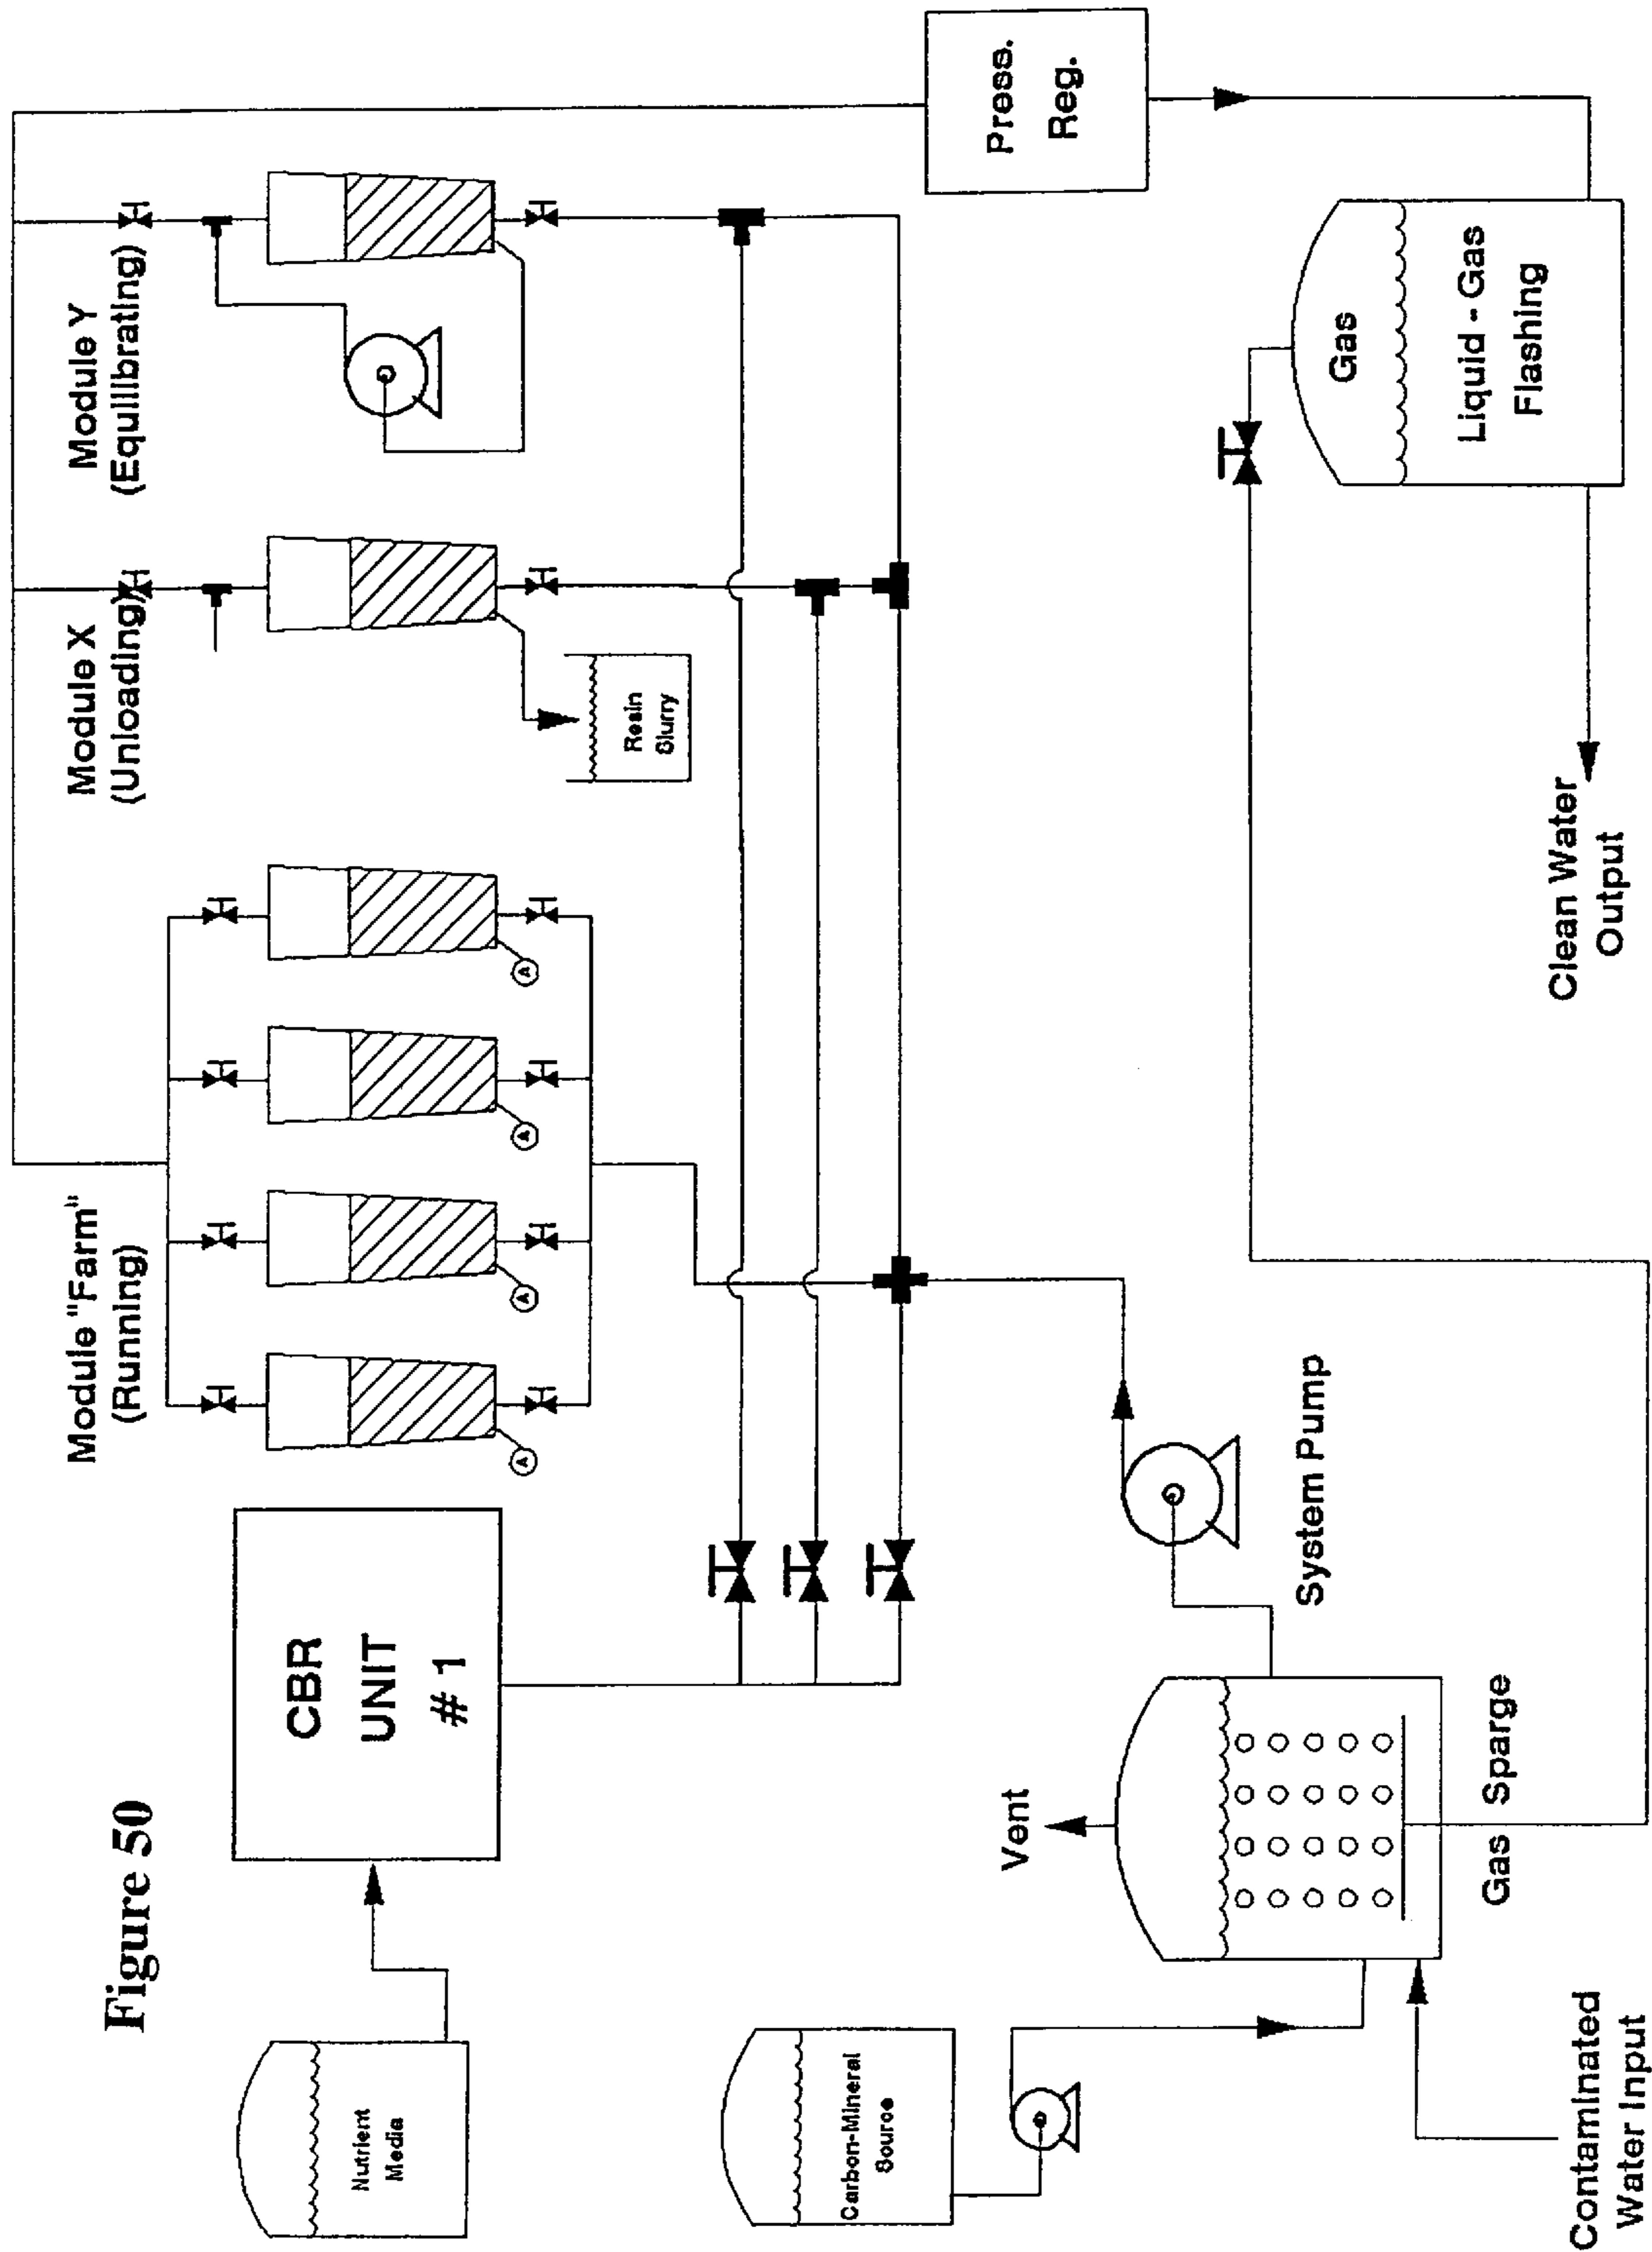 Figure 50
Nutrient
Media
CBR
UNIT
# 1
Module "Farm"
(Running)
A
A
A
A
Module X
(Unloading)
Resin
Slurry
Module Y
(Equilibrating)
Carbon-Mineral
Source
Contaminated
Water Input
Vent
Gas Sparge
System Pump
Clean Water
Output
Gas
Liquid - Gas
Flashing
Press.
Reg.